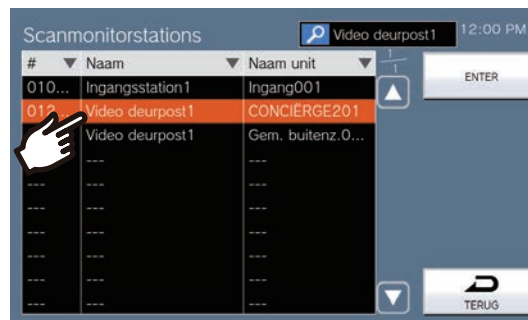 Scanmonitorstations
Video deurpost1
12:00 PM
# Naam Naam unit
1/1
ENTER
010... Ingangsstation1 Ingang001
012... Video deurpost1 CONCIËRGE201
Video deurpost1 Gem. buitenz.0...
--- --- ---
--- --- ---
--- --- ---
--- --- ---
--- --- ---
--- --- ---
--- --- ---
TERUG